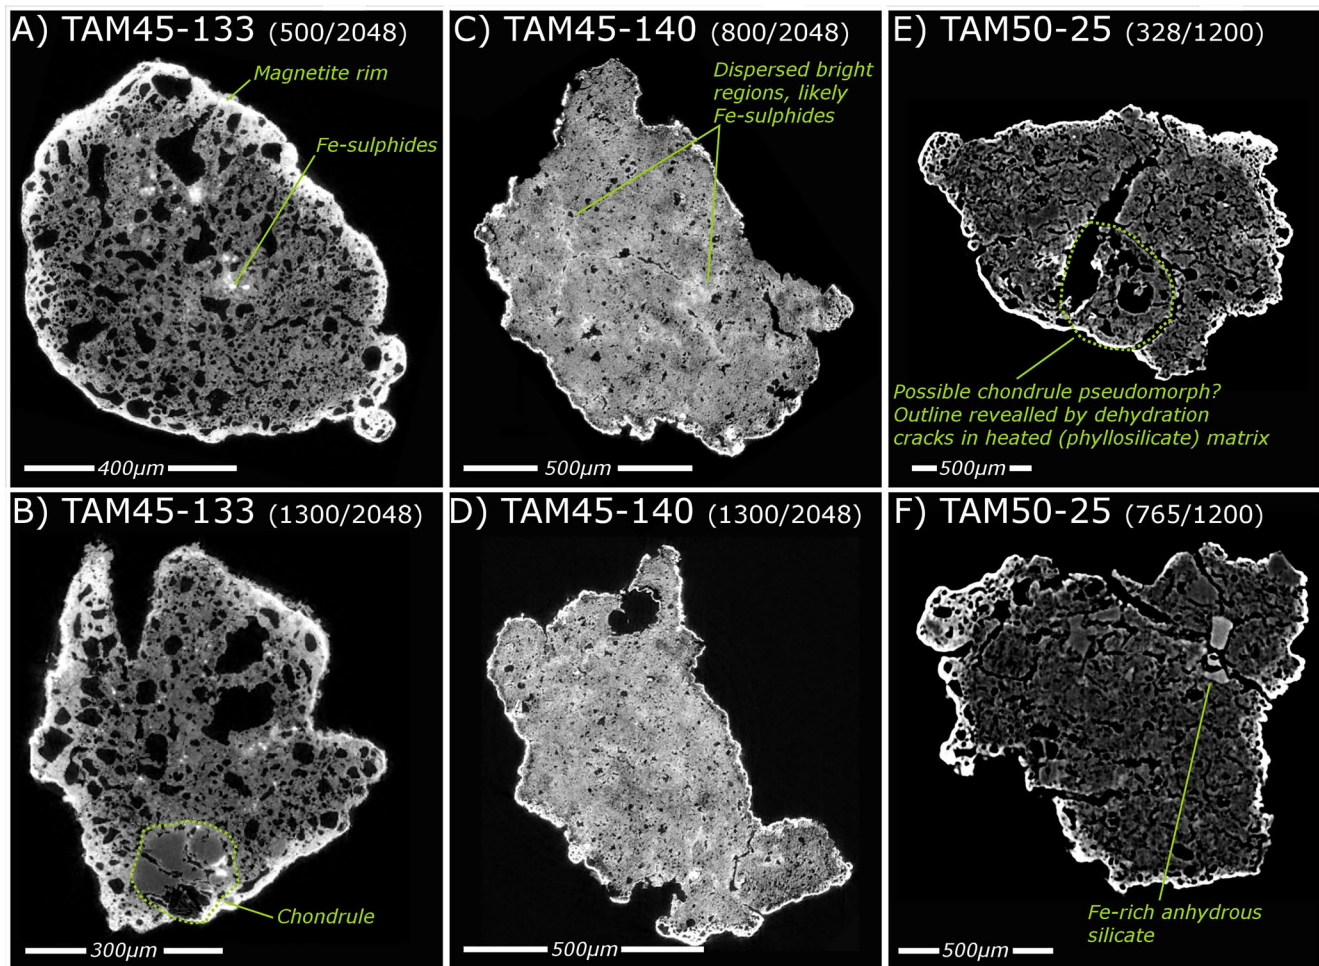 A) TAM45-133 (500/2048)
Magnetite rim
Fe-sulphides
400µm
B) TAM45-133 (1300/2048)
Chondrule
300µm
C) TAM45-140 (800/2048)
Dispersed bright
regions, likely
Fe-sulphides
500µm
D) TAM45-140 (1300/2048)
500µm
E) TAM50-25 (328/1200)
Possible chondrule pseudomorph?
Outline revealled by dehydration
cracks in heated (phyllosilicate) matrix
500µm
F) TAM50-25 (765/1200)
Fe-rich anhydrous
silicate
500µm